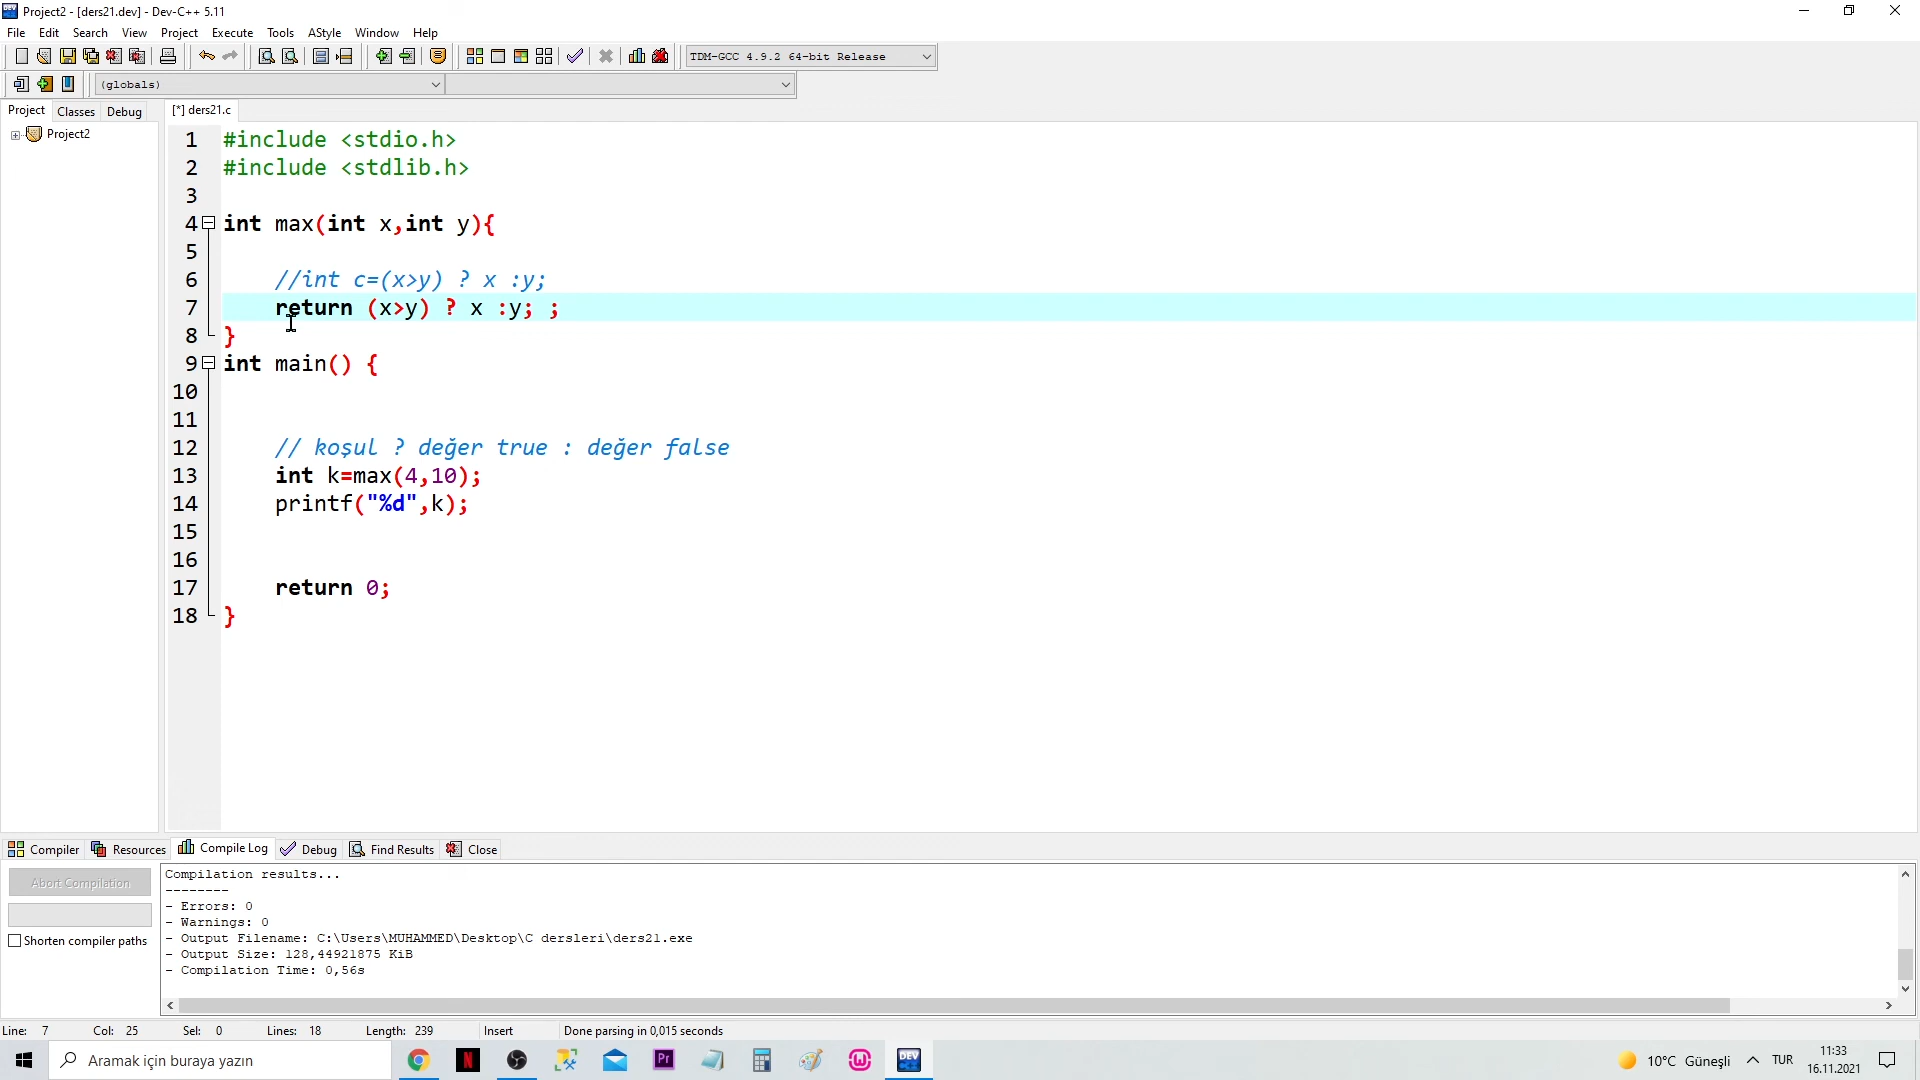 Project2 - [ders21.dev] - Dev-C++ 5.11
File Edit Search View Project Execute Tools AStyle Window Help
TDM-GCC 4.9.2 64-bit Release
(globals)
Project Classes Debug [*] ders21.c
Project2
1 #include <stdio.h>
2 #include <stdlib.h>
3
4 int max(int x,int y){
5
6 //int c=(x>y) ? x :y;
7 return (x>y) ? x :y; ;
8 }
9 int main() {
10
11
12 // koşul ? değer true : değer false
13 int k=max(4,10);
14 printf("%d",k);
15
16
17 return 0;
18 }
Compiler Resources Compile Log Debug Find Results Close
Abort Compilation
Shorten compiler paths
Compilation results...
--------
- Errors: 0
- Warnings: 0
- Output Filename: C:\Users\MUHAMMED\Desktop\C dersleri\ders21.exe
- Output Size: 128,44921875 KiB
- Compilation Time: 0,56s
Line: 7 Col: 25 Sel: 0 Lines: 18 Length: 239 Insert Done parsing in 0,015 seconds
Aramak için buraya yazın
N
Pr
DEV
10°C Güneşli
TUR
11:33
16.11.2021